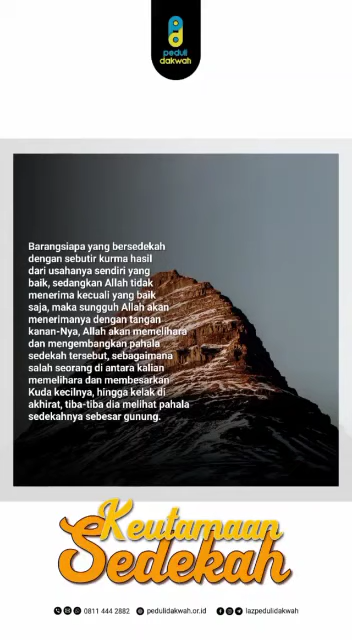 peduli
dakwah
Barangsiapa yang bersedekah
dengan sebutir kurma hasil
dari usahanya sendiri yang
baik, sedangkan Allah tidak
menerima kecuali yang baik
saja, maka sungguh Allah akan
menerimanya dengan tangan
kanan-Nya, Allah akan memelihara
dan mengembangkan pahala
sedekah tersebut, sebagaimana
salah seorang di antara kalian
memelihara dan membesarkan
Kuda kecilnya, hingga kelak di
akhirat, tiba-tiba dia melihat pahala
sedekahnya sebesar gunung.
Keutamaan
Sedekah
0811 444 2882 pedulidakwah.or.id lazpedulidakwah